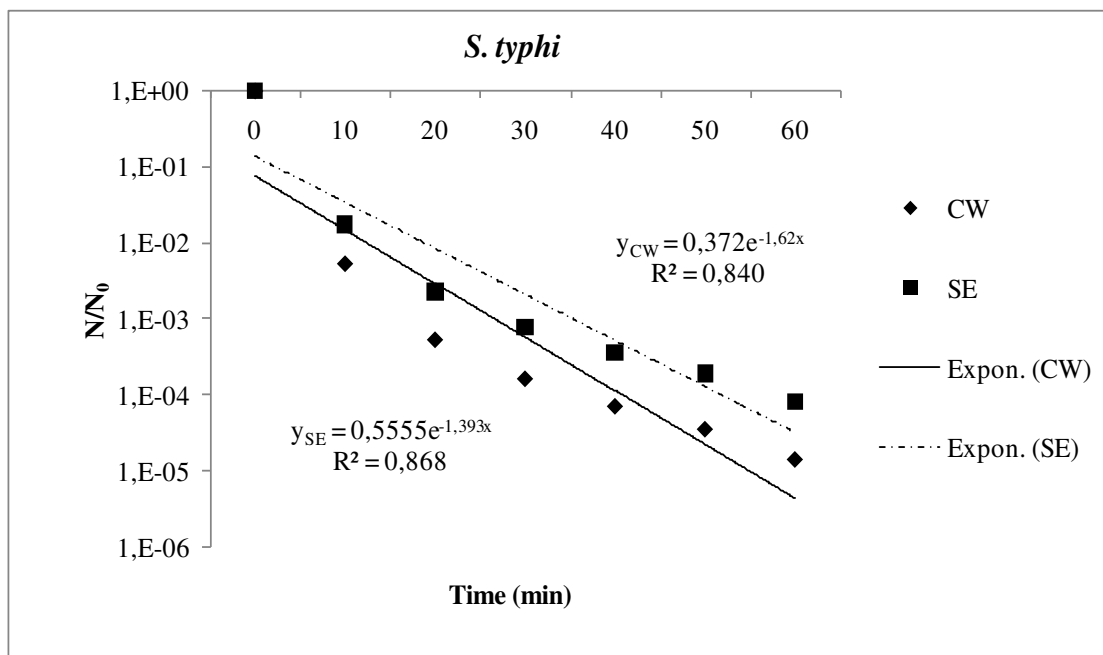 S. typhi
1,E+00
0 10 20 30 40 50 60
1,E-01
1,E-02
1,E-03
1,E-04
1,E-05
1,E-06
N/N₀
y_CW = 0,372e^-1,62x
R² = 0,840
y_SE = 0,5555e^-1,393x
R² = 0,868
Time (min)
CW
SE
Expon. (CW)
Expon. (SE)